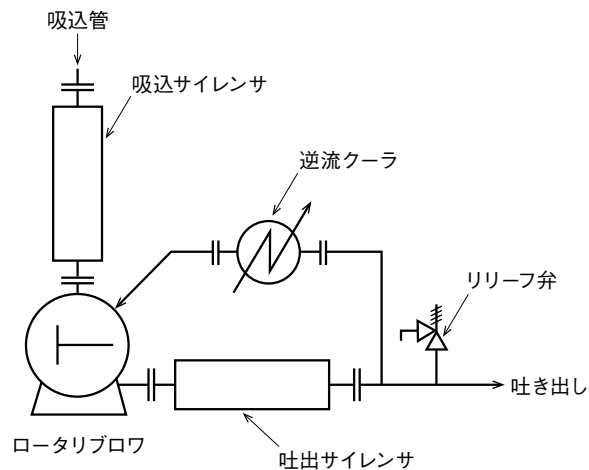 吸込管
吸込サイレンサ
逆流クーラ
リリーフ弁
吐き出し
ロータリブロワ
吐出サイレンサ